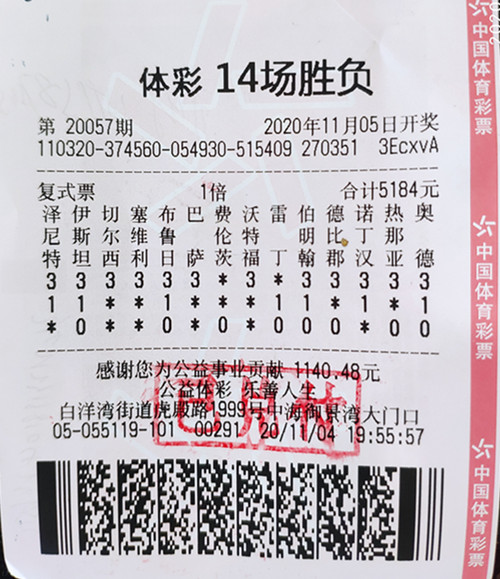 体彩 14场胜负
第 20057期 2020年11月05日开奖
110320-374560-054930-515409 270351 3EcxvA
复式票 1倍 合计5184元
泽 伊 切 塞 布 巴 费 沃 雷 伯 德 诺 热 奥
尼 斯 尔 维 鲁 伦 特 明 比 丁 那
特 坦 西 利 日 萨 茨 福 丁 翰 郡 汉 亚 德
3 3 3 3 3 3 * 3 * 3 3 3 3 3
1 1 * * 1 * * * 1 1 * 1 * 1
* 0 * * 0 * 0 * 0 0 0 * 0 0
感谢您为公益事业贡献 1140.48元
公益体彩 乐善人生
白洋湾街道虎殿路1999号中海御景湾大门口
05-055119-101 00291 20/11/04 19:55:57
已兑付
中国体育彩票
中国体育彩票
中国体育彩票